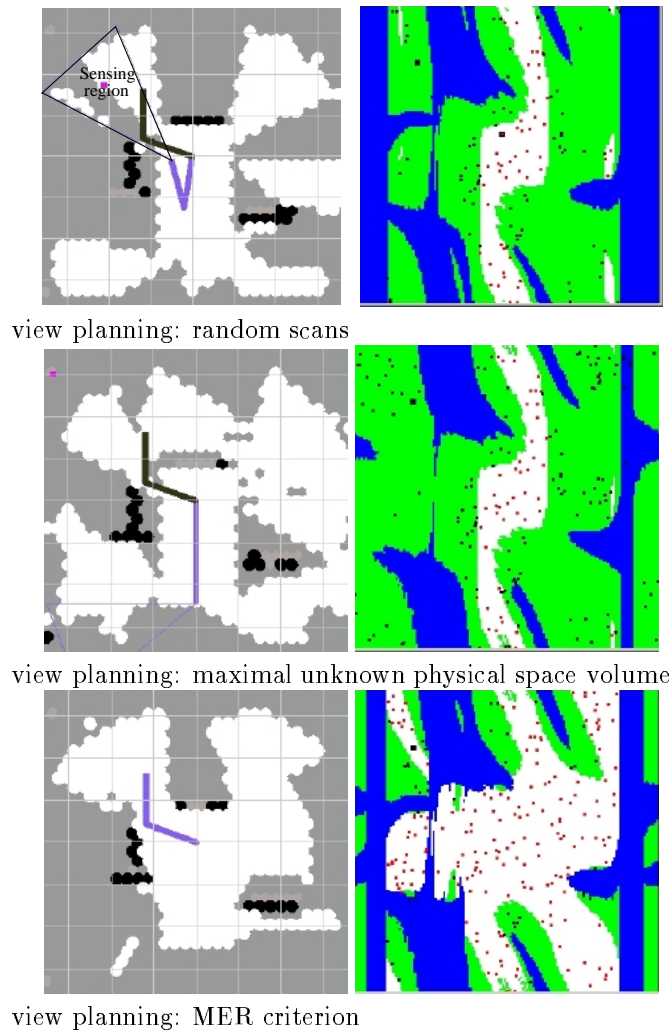 Sensing
region
view planning: random scans
view planning: maximal unknown physical space volume
view planning: MER criterion